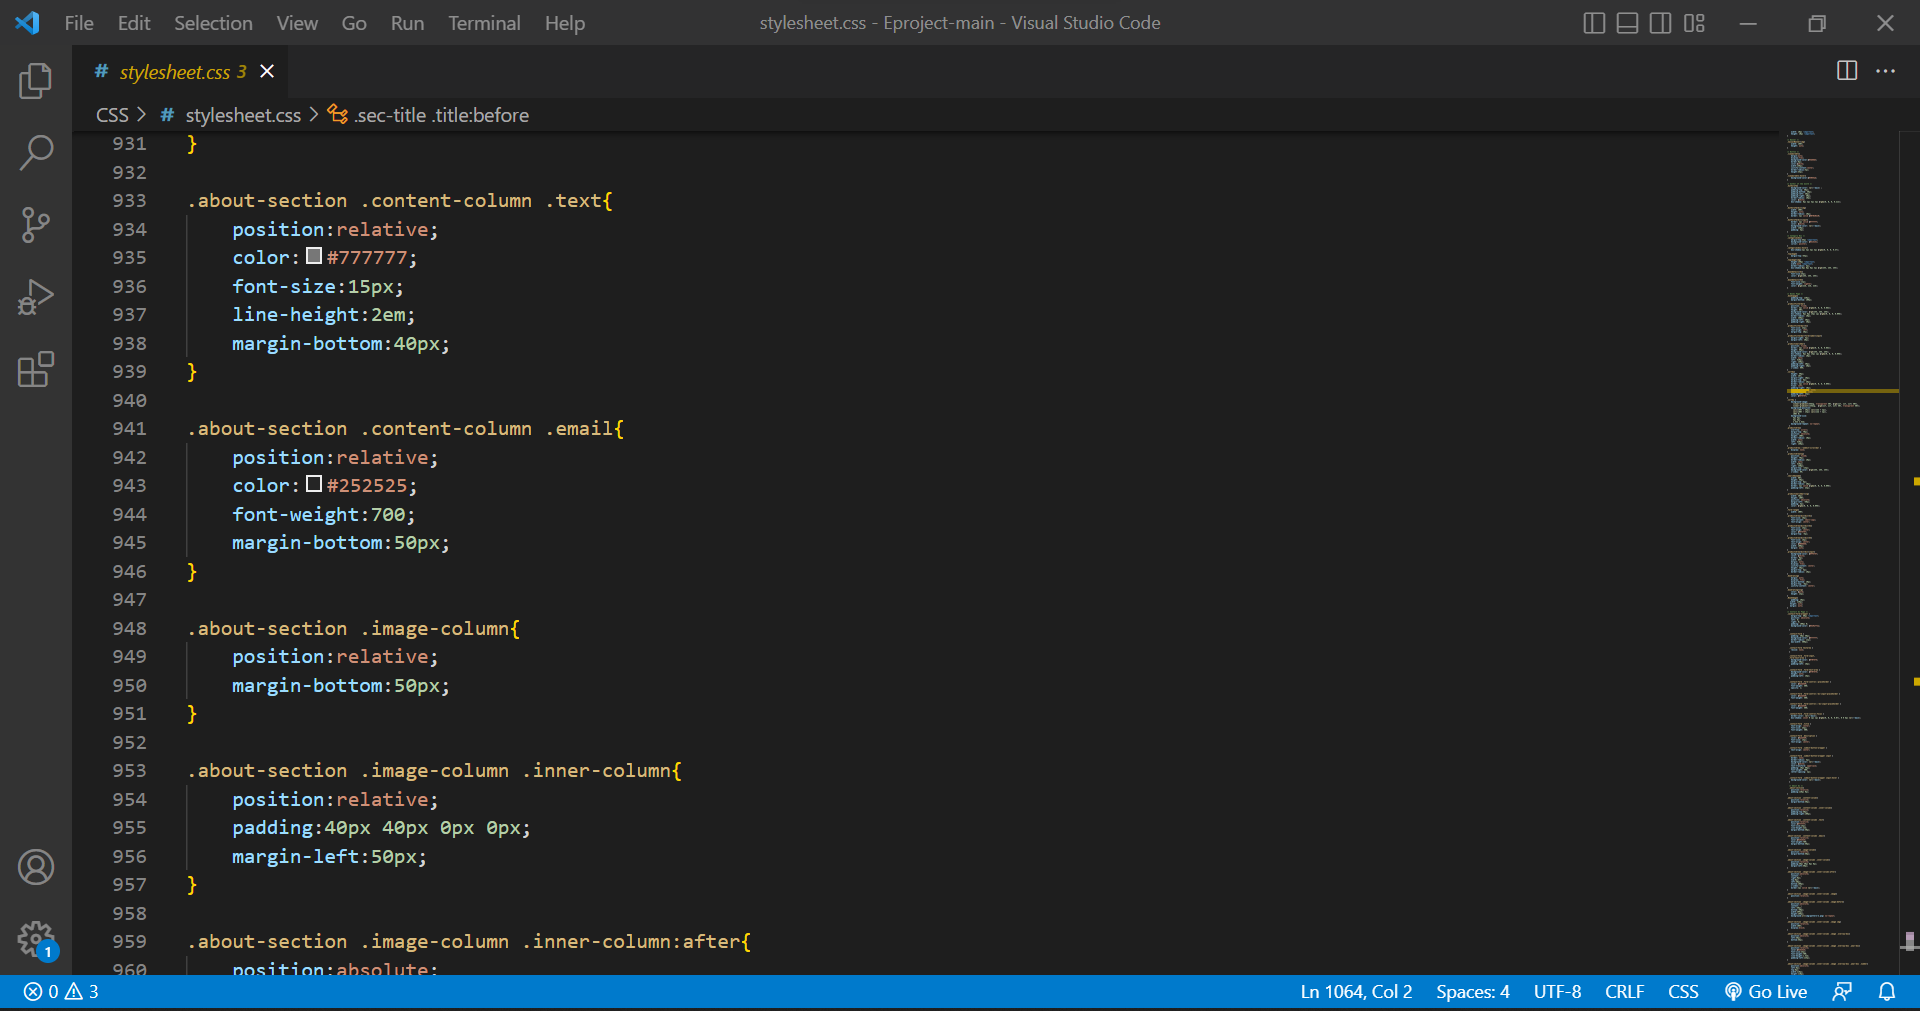 File Edit Selection View Go Run Terminal Help
stylesheet.css - Eproject-main - Visual Studio Code
# stylesheet.css 3
CSS > # stylesheet.css > .sec-title .title:before
931 }
932
933 .about-section .content-column .text{
934 position:relative;
935 color:#777777;
936 font-size:15px;
937 line-height:2em;
938 margin-bottom:40px;
939 }
940
941 .about-section .content-column .email{
942 position:relative;
943 color:#252525;
944 font-weight:700;
945 margin-bottom:50px;
946 }
947
948 .about-section .image-column{
949 position:relative;
950 margin-bottom:50px;
951 }
952
953 .about-section .image-column .inner-column{
954 position:relative;
955 padding:40px 40px 0px 0px;
956 margin-left:50px;
957 }
958
959 .about-section .image-column .inner-column:after{
960 position:absolute;
1
0 3
Ln 1064, Col 2 Spaces: 4 UTF-8 CRLF CSS Go Live